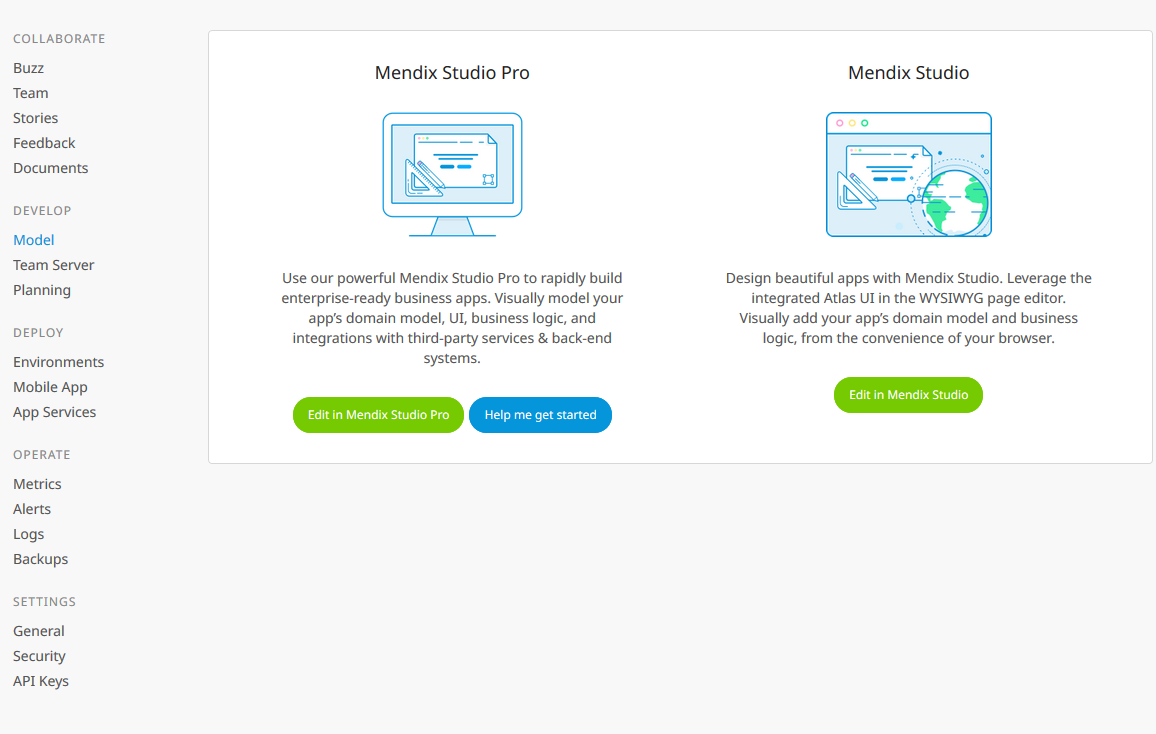 COLLABORATE
Buzz
Team
Stories
Feedback
Documents
DEVELOP
Model
Team Server
Planning
DEPLOY
Environments
Mobile App
App Services
OPERATE
Metrics
Alerts
Logs
Backups
SETTINGS
General
Security
API Keys
Mendix Studio Pro
Use our powerful Mendix Studio Pro to rapidly build
enterprise-ready business apps. Visually model your
app’s domain model, UI, business logic, and
integrations with third-party services & back-end
systems.
Edit in Mendix Studio Pro
Help me get started
Mendix Studio
Design beautiful apps with Mendix Studio. Leverage the
integrated Atlas UI in the WYSIWYG page editor.
Visually add your app’s domain model and business
logic, from the convenience of your browser.
Edit in Mendix Studio